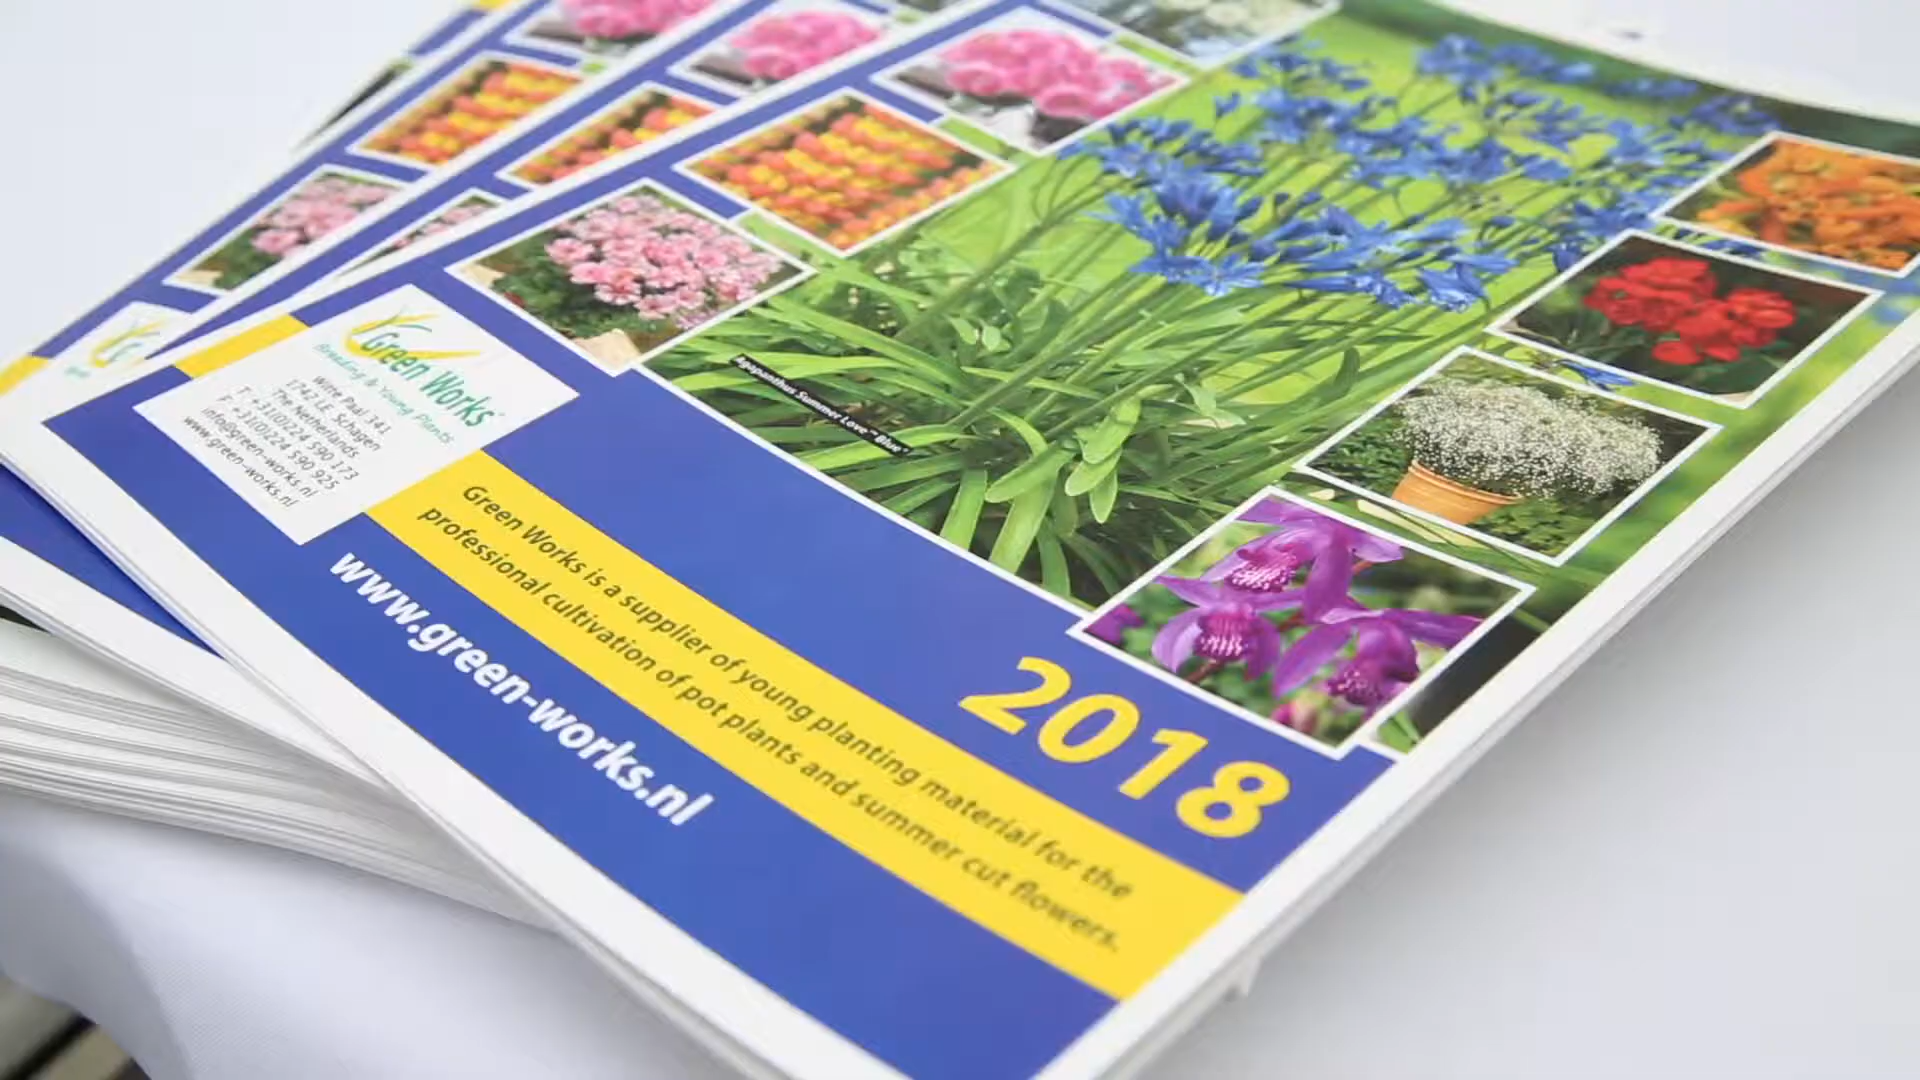 Agapanthus Summer Love™ Blue
Green Works
Breeding & Young Plants
Witte Paal 341
1742 LE Schagen
The Netherlands
T: +31(0)224 590 173
F: +31(0)224 590 925
info@green-works.nl
www.green-works.nl
2018
Green Works is a supplier of young planting material for the
professional cultivation of pot plants and summer cut flowers.
www.green-works.nl